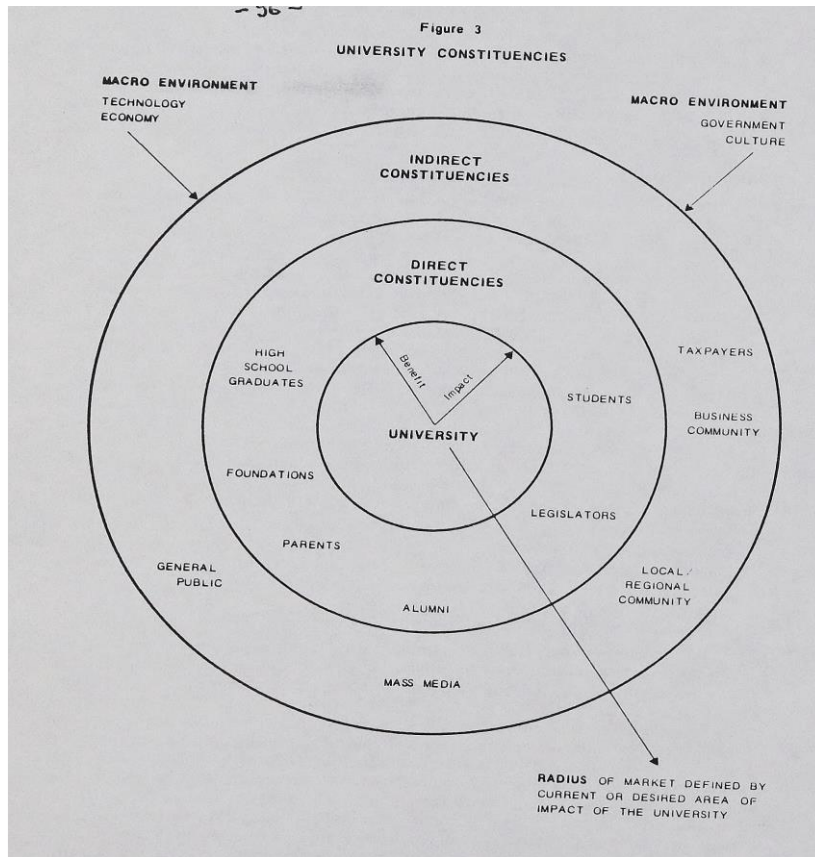 - 56 -
Figure 3
UNIVERSITY CONSTITUENCIES
MACRO ENVIRONMENT
TECHNOLOGY
ECONOMY
MACRO ENVIRONMENT
GOVERNMENT
CULTURE
INDIRECT
CONSTITUENCIES
DIRECT
CONSTITUENCIES
HIGH
SCHOOL
GRADUATES
Benefit
Impact
TAXPAYERS
STUDENTS
BUSINESS
COMMUNITY
UNIVERSITY
FOUNDATIONS
LEGISLATORS
PARENTS
GENERAL
PUBLIC
LOCAL/
REGIONAL
COMMUNITY
ALUMNI
MASS MEDIA
RADIUS OF MARKET DEFINED BY
CURRENT OR DESIRED AREA OF
IMPACT OF THE UNIVERSITY